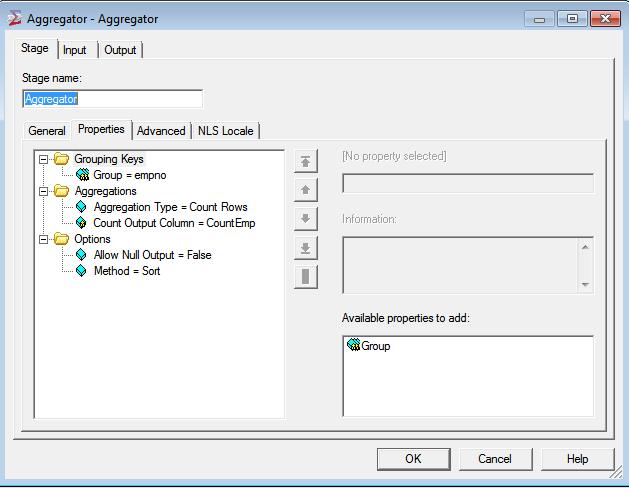 Aggregator - Aggregator
Stage Input Output
Stage name:
Aggregator
General Properties Advanced NLS Locale
Grouping Keys
Group = empno
Aggregations
Aggregation Type = Count Rows
Count Output Column = CountEmp
Options
Allow Null Output = False
Method = Sort
[No property selected]
Information:
Available properties to add:
Group
OK Cancel Help